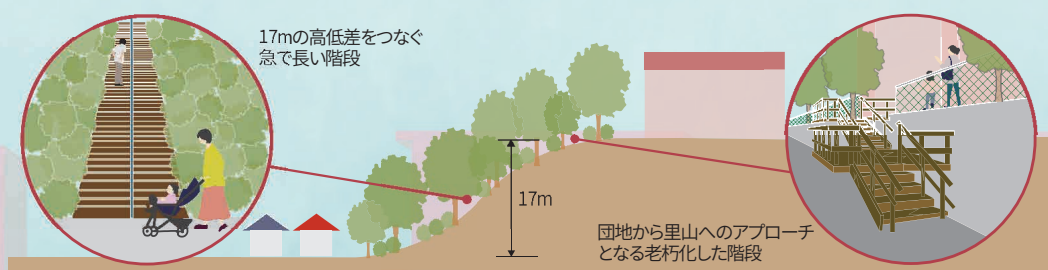 17mの高低差をつなぐ
急で長い階段
17m
団地から里山へのアプローチ
となる老朽化した階段